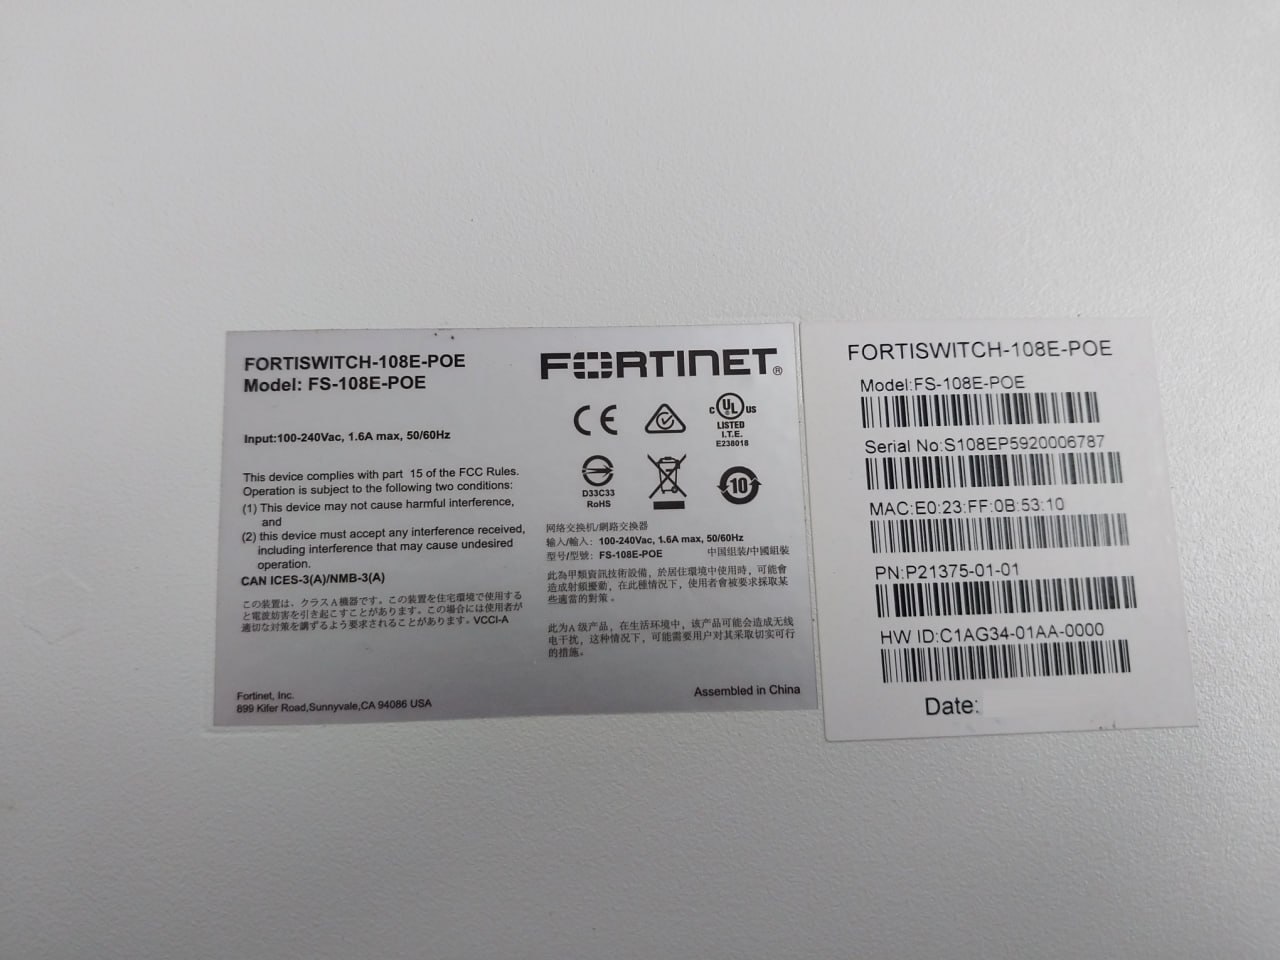 FORTISWITCH-108E-POE
Model: FS-108E-POE
Input:100-240Vac, 1.6A max, 50/60Hz
This device complies with part 15 of the FCC Rules.
Operation is subject to the following two conditions:
(1) This device may not cause harmful interference,
and
(2) this device must accept any interference received,
including interference that may cause undesired
operation.
CAN ICES-3(A)/NMB-3(A)
この装置は、クラスA機器です。この装置を住宅環境で使用する
と電波妨害を引き起こすことがあります。この場合には使用者が
適切な対策を講ずるよう要求されることがあります。VCCI-A
Fortinet, Inc.
899 Kifer Road,Sunnyvale,CA 94086 USA
FORTINET®
CE
C UL US
LISTED
I.T.E.
E238018
D33C33
RoHS
10
网络交换机/網路交換器
输入/輸入: 100-240Vac, 1.6A max, 50/60Hz
型号/型號: FS-108E-POE 中国组装/中國組裝
此為甲類資訊技術設備，於居住環境中使用時，可能會
造成射頻擾動，在此種情況下，使用者會被要求採取某
些適當的對策。
此为A级产品，在生活环境中，该产品可能会造成无线
电干扰，这种情况下，可能需要用户对其采取切实可行
的措施。
Assembled in China
FORTISWITCH-108E-POE
Model:FS-108E-POE
Serial No:S108EP5920006787
MAC:E0:23:FF:0B:53:10
PN:P21375-01-01
HW ID:C1AG34-01AA-0000
Date: